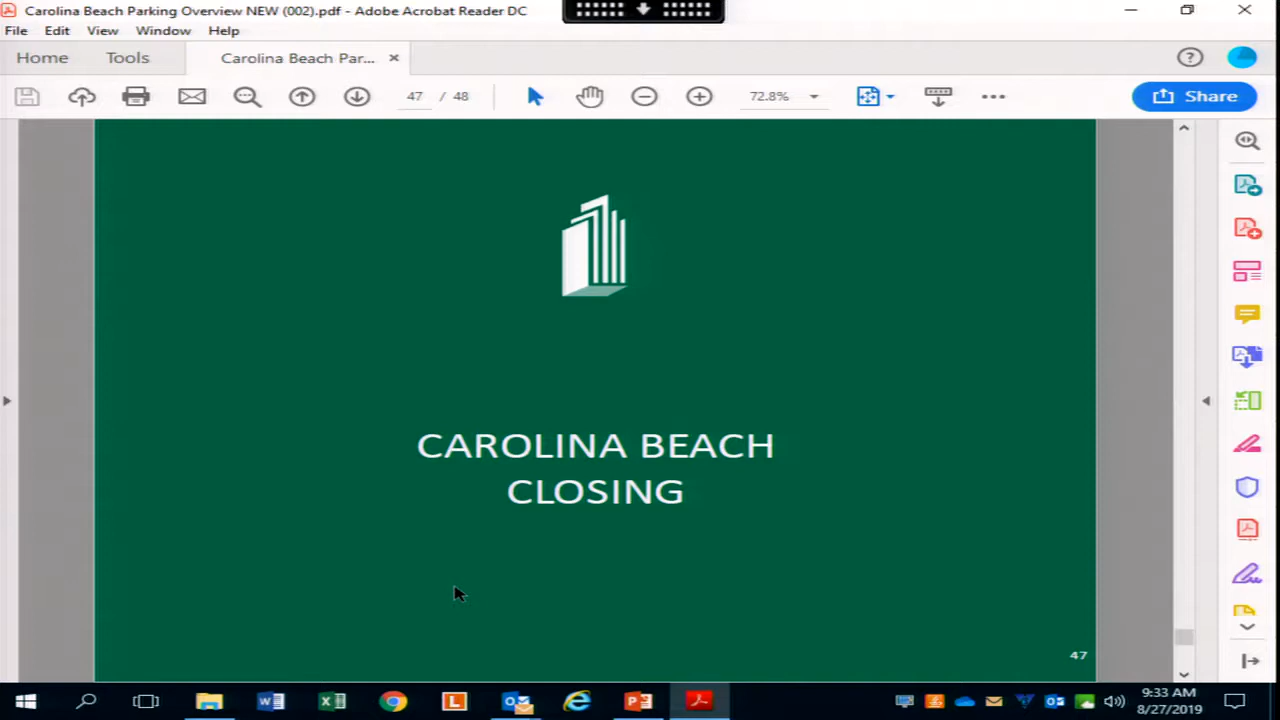 Carolina Beach Parking Overview NEW (002).pdf - Adobe Acrobat Reader DC
File Edit View Window Help
Home Tools Carolina Beach Par...
47 / 48 72.8% Share
CAROLINA BEACH
CLOSING
47
9:33 AM
8/27/2019